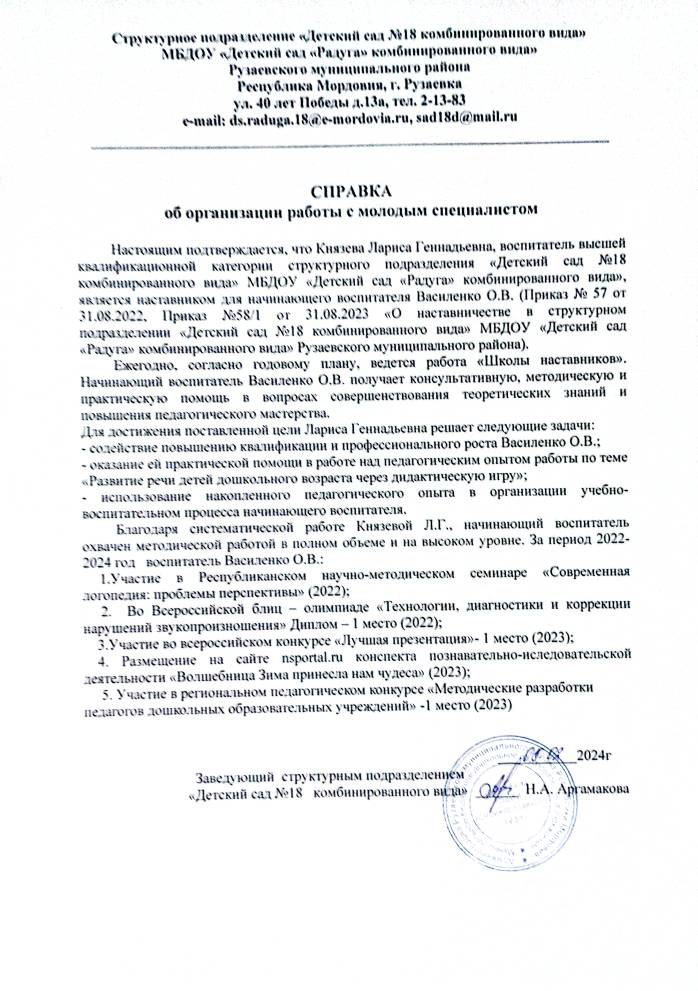 Структурное подразделение «Детский сад №18 комбинированного вида»
МБДОУ «Детский сад «Радуга» комбинированного вида»
Рузаевского муниципального района
Республика Мордовия, г. Рузаевка
ул. 40 лет Победы д.13а, тел. 2-13-83
e-mail: ds.raduga.18@e-mordovia.ru, sad18d@mail.ru
СПРАВКА
об организации работы с молодым специалистом
Настоящим подтверждается, что Князева Лариса Геннадьевна, воспитатель высшей
квалификационной категории структурного подразделения «Детский сад №18
комбинированного вида» МБДОУ «Детский сад «Радуга» комбинированного вида»,
является наставником для начинающего воспитателя Василенко О.В. (Приказ № 57 от
31.08.2022, Приказ №58/1 от 31.08.2023 «О наставничестве в структурном
подразделении «Детский сад №18 комбинированного вида» МБДОУ «Детский сад
«Радуга» комбинированного вида» Рузаевского муниципального района).
Ежегодно, согласно годовому плану, ведется работа «Школы наставников».
Начинающий воспитатель Василенко О.В. получает консультативную, методическую и
практическую помощь в вопросах совершенствования теоретических знаний и
повышения педагогического мастерства.
Для достижения поставленной цели Лариса Геннадьевна решает следующие задачи:
- содействие повышению квалификации и профессионального роста Василенко О.В.;
- оказание ей практической помощи в работе над педагогическим опытом работы по теме
«Развитие речи детей дошкольного возраста через дидактическую игру»;
- использование накопленного педагогического опыта в организации учебно-
воспитательном процесса начинающего воспитателя.
Благодаря систематической работе Князевой Л.Г., начинающий воспитатель
охвачен методической работой в полном объеме и на высоком уровне. За период 2022-
2024 год воспитатель Василенко О.В.:
1.Участие в Республиканском научно-методическом семинаре «Современная
логопедия: проблемы перспективы» (2022);
2. Во Всероссийской блиц – олимпиаде «Технологии, диагностики и коррекции
нарушений звукопроизношения» Диплом – 1 место (2022);
3.Участие во всероссийском конкурсе «Лучшая презентация»- 1 место (2023);
4. Размещение на сайте nsportal.ru конспекта познавательно-иследовательской
деятельности «Волшебница Зима принесла нам чудеса» (2023);
5. Участие в региональном педагогическом конкурсе «Методические разработки
педагогов дошкольных образовательных учреждений» -1 место (2023)
2024г
Заведующий структурным подразделением
«Детский сад №18 комбинированного вида» Н.А. Аргамакова